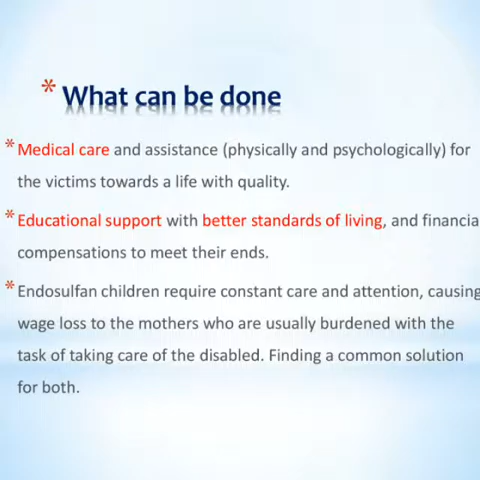 * What can be done
* Medical care and assistance (physically and psychologically) for
the victims towards a life with quality.
* Educational support with better standards of living, and financia
compensations to meet their ends.
* Endosulfan children require constant care and attention, causing
wage loss to the mothers who are usually burdened with the
task of taking care of the disabled. Finding a common solution
for both.